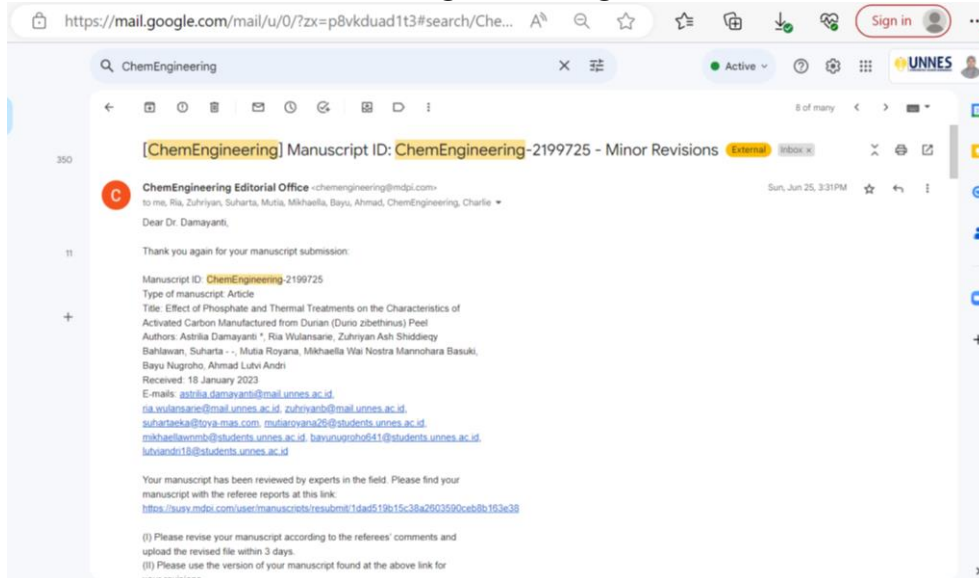 https://mail.google.com/mail/u/0/?zx=p8vkduad1t3#search/Che...
Sign in
ChemEngineering
Active
UNNES
8 of many
[ChemEngineering] Manuscript ID: ChemEngineering-2199725 - Minor Revisions External Inbox x
350
ChemEngineering Editorial Office <chemengineering@mdpi.com>
Sun, Jun 25, 3:31 PM
to me, Ria, Zuhriyan, Suharta, Mutia, Mikhaella, Bayu, Ahmad, ChemEngineering, Charlie
C
Dear Dr. Damayanti,
11
Thank you again for your manuscript submission:
Manuscript ID: ChemEngineering-2199725
Type of manuscript: Article
Title: Effect of Phosphate and Thermal Treatments on the Characteristics of
Activated Carbon Manufactured from Durian (Durio zibethinus) Peel
Authors: Astrilia Damayanti *, Ria Wulansarie, Zuhriyan Ash Shiddieqy
Bahlawan, Suharta - -, Mutia Royana, Mikhaella Wai Nostra Mannohara Basuki,
Bayu Nugroho, Ahmad Lutvi Andri
Received: 18 January 2023
E-mails: astrilia.damayanti@mail.unnes.ac.id,
ria.wulansarie@mail.unnes.ac.id, zuhriyanb@mail.unnes.ac.id,
suhartaeka@toya-mas.com, mutiaroyana26@students.unnes.ac.id,
mikhaellawnmb@students.unnes.ac.id, bayunugroho641@students.unnes.ac.id,
lutviandri18@students.unnes.ac.id
Your manuscript has been reviewed by experts in the field. Please find your
manuscript with the referee reports at this link:
https://susy.mdpi.com/user/manuscripts/resubmit/1dad519b15c38a2603590ceb8b163e38
(I) Please revise your manuscript according to the referees' comments and
upload the revised file within 3 days.
(II) Please use the version of your manuscript found at the above link for
your revisions.